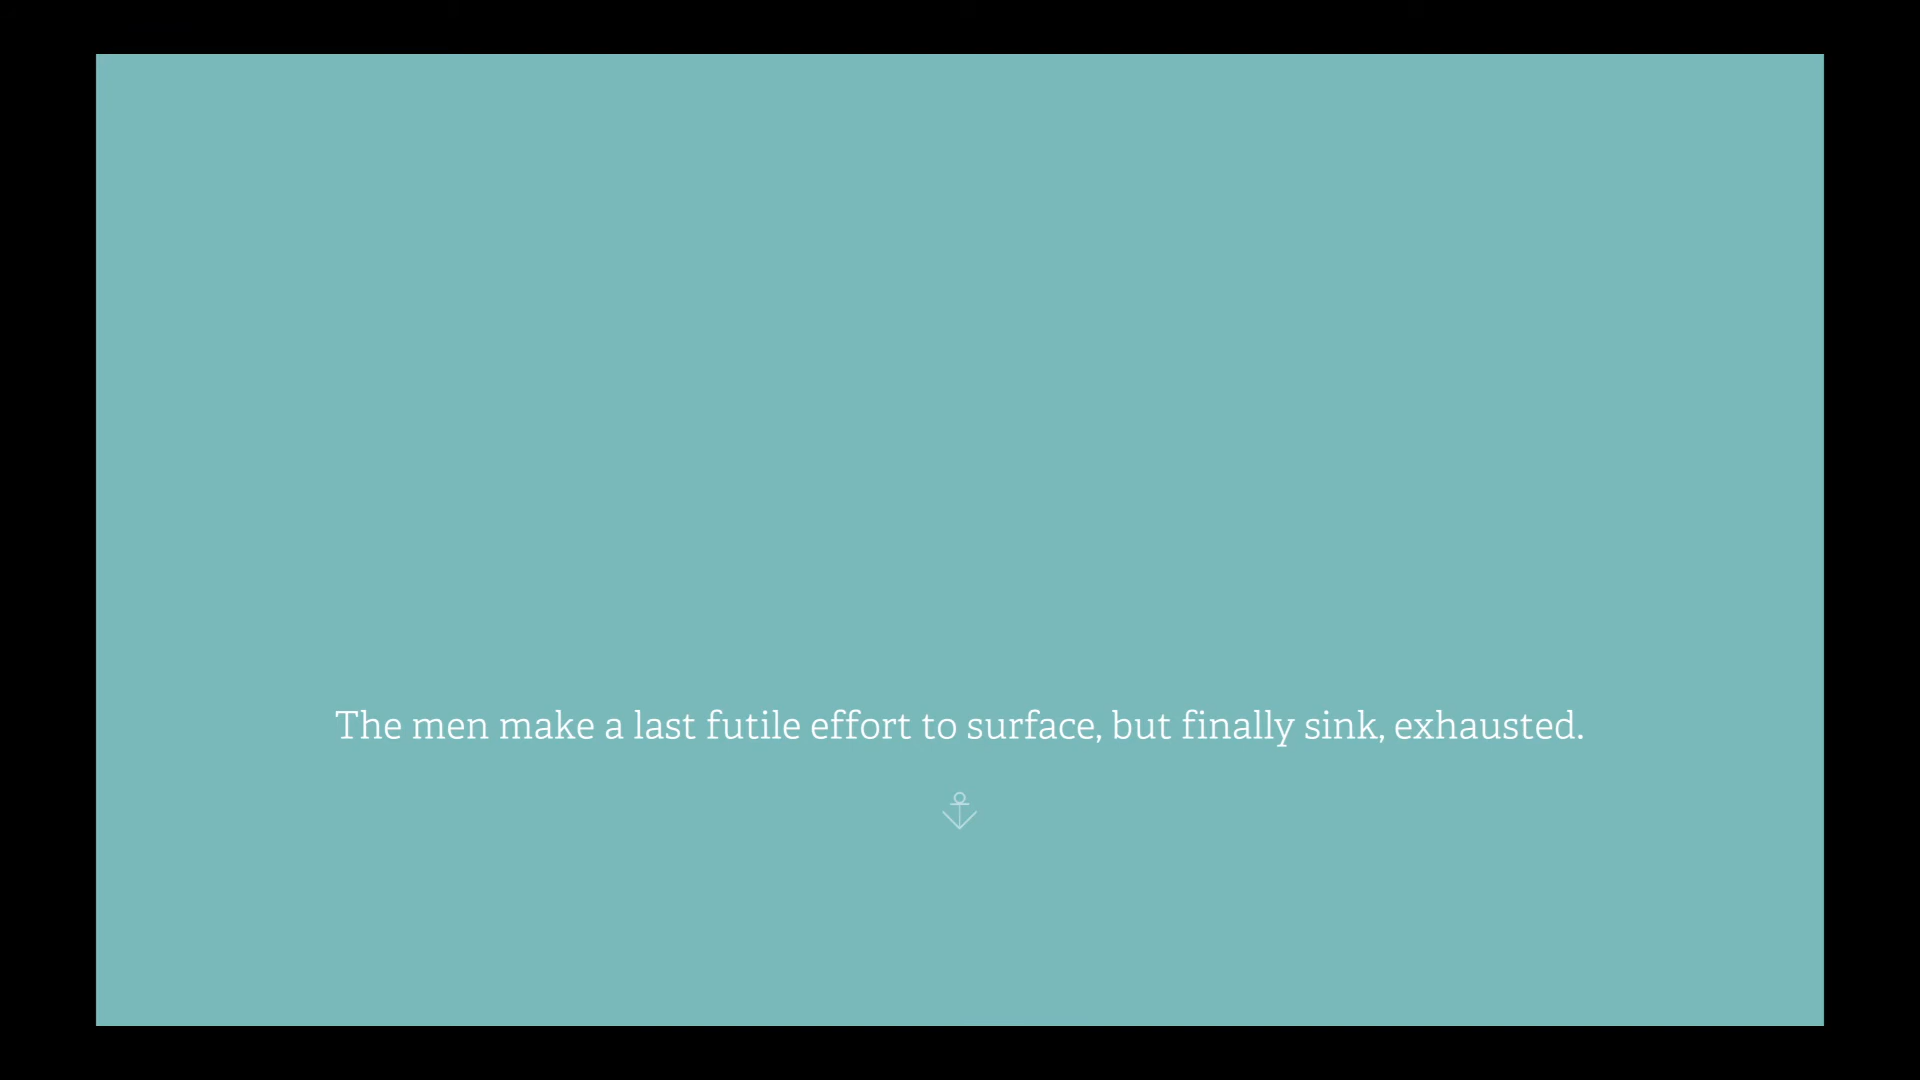 The men make a last futile effort to surface, but finally sink, exhausted.